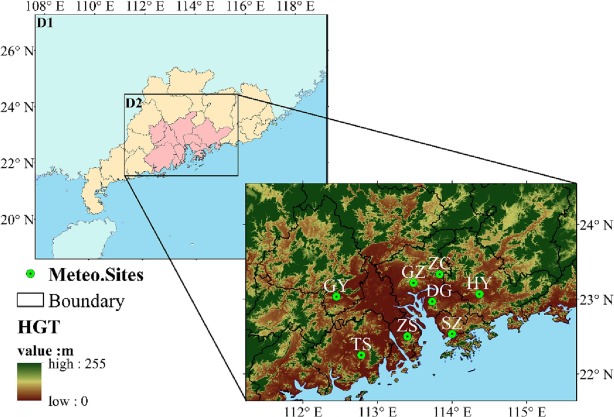 108° E 110° E 112° E 114° E 116° E 118° E
D1
26° N
24° N
22° N
20° N
D2
Meteo.Sites
Boundary
HGT
value :m
high : 255
low : 0
24° N
23° N
22° N
ZC
GZ
GY
DG
HY
ZS
SZ
TS
112° E 113° E 114° E 115° E